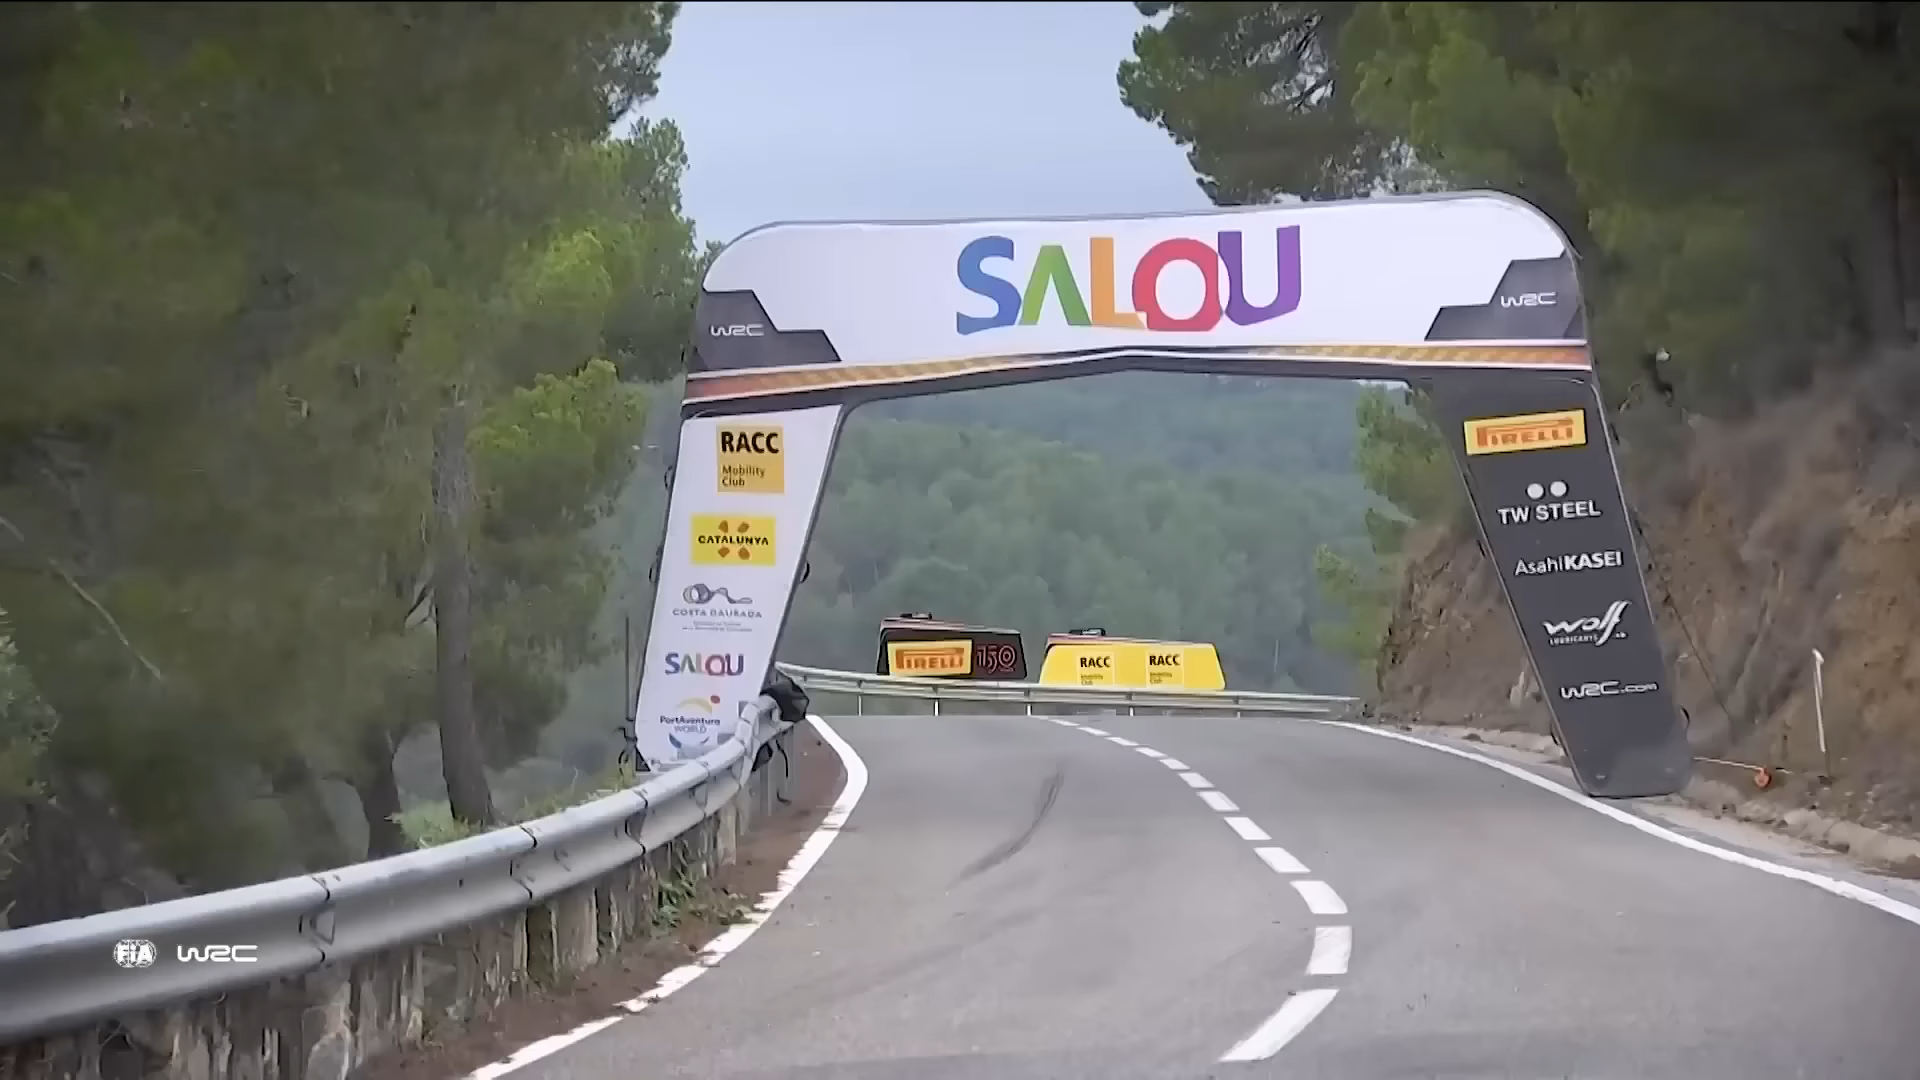 SALOU
WRC
WRC
RACC
Mobility
Club
CATALUNYA
COSTA DAURADA
SALOU
PortAventura
WORLD
PIRELLI
TW STEEL
AsahiKASEI
wolf
LUBRICANTS
WRC.com
PIRELLI 150
RACC
RACC
FIA WRC